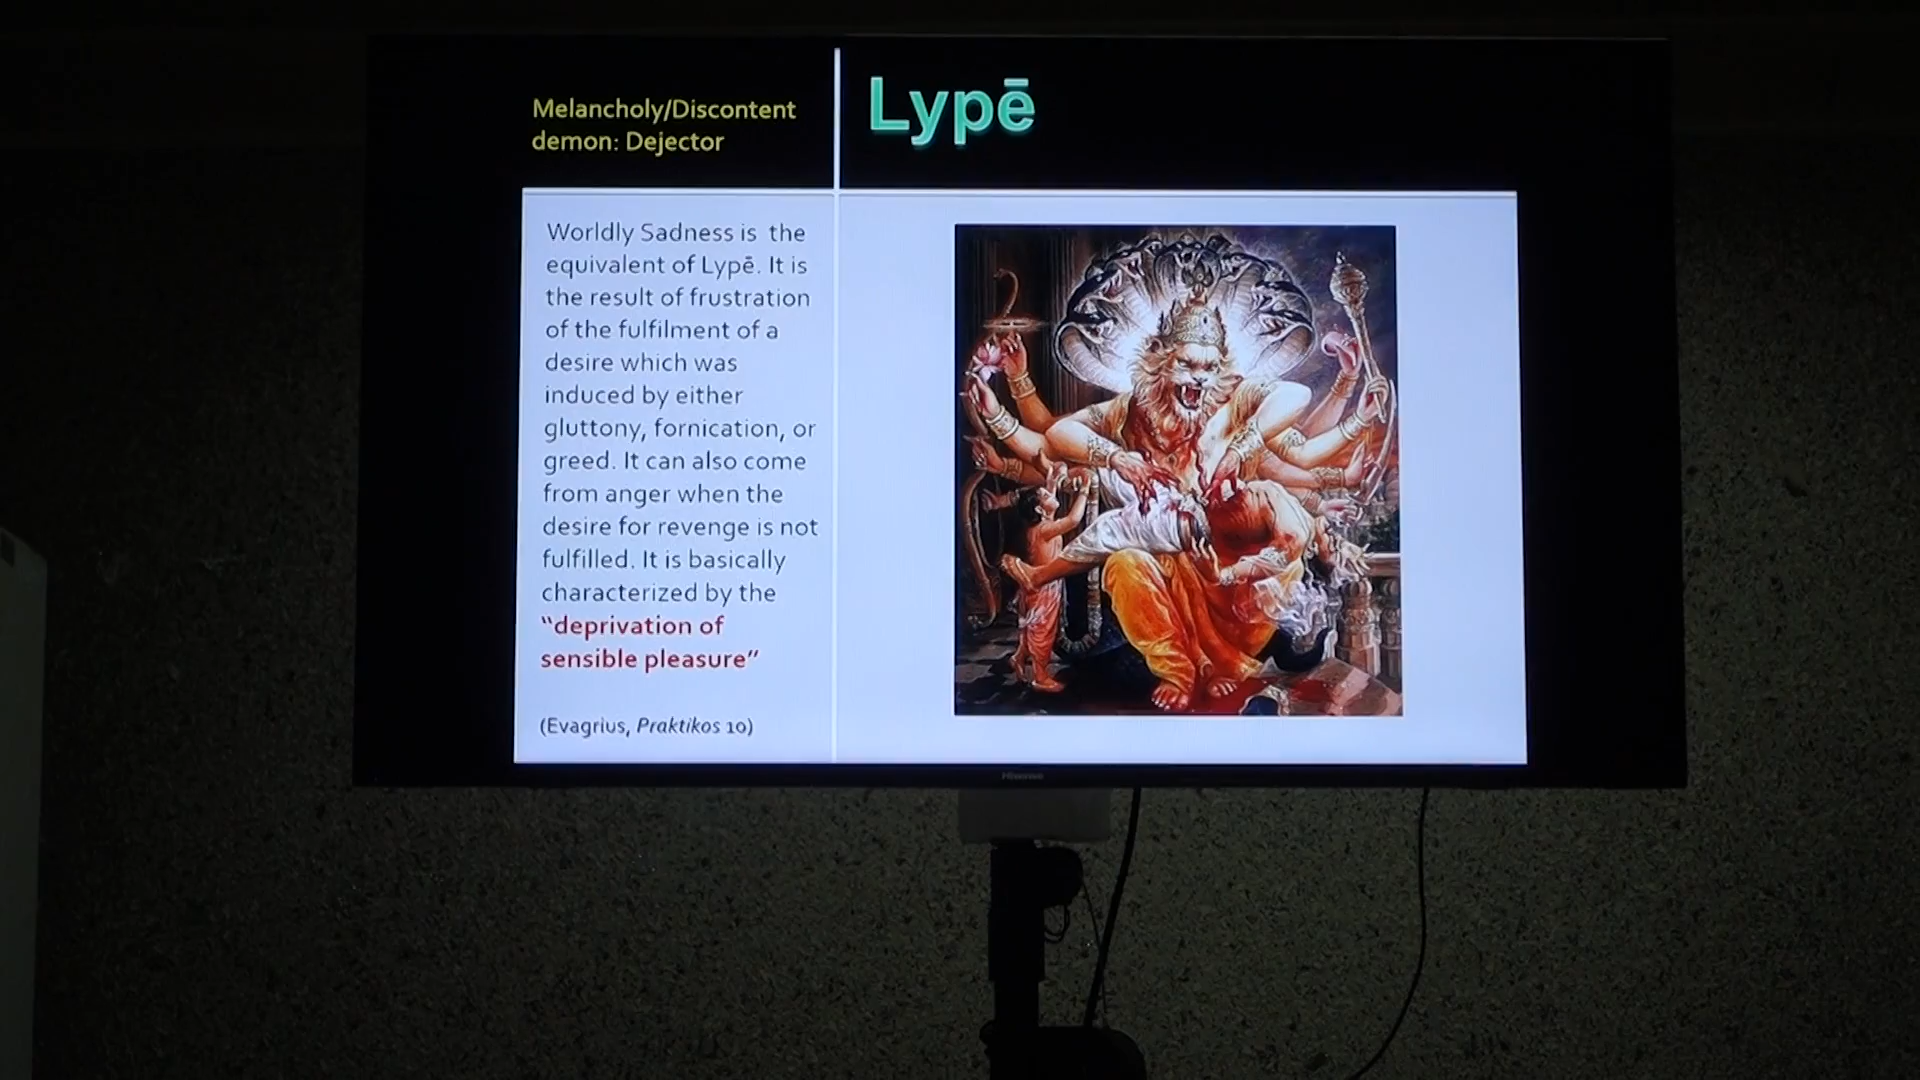 Melancholy/Discontent
demon: Dejector
Lypē
Worldly Sadness is the
equivalent of Lypē. It is
the result of frustration
of the fulfilment of a
desire which was
induced by either
gluttony, fornication, or
greed. It can also come
from anger when the
desire for revenge is not
fulfilled. It is basically
characterized by the
“deprivation of
sensible pleasure”
(Evagrius, Praktikos 10)
Hisense